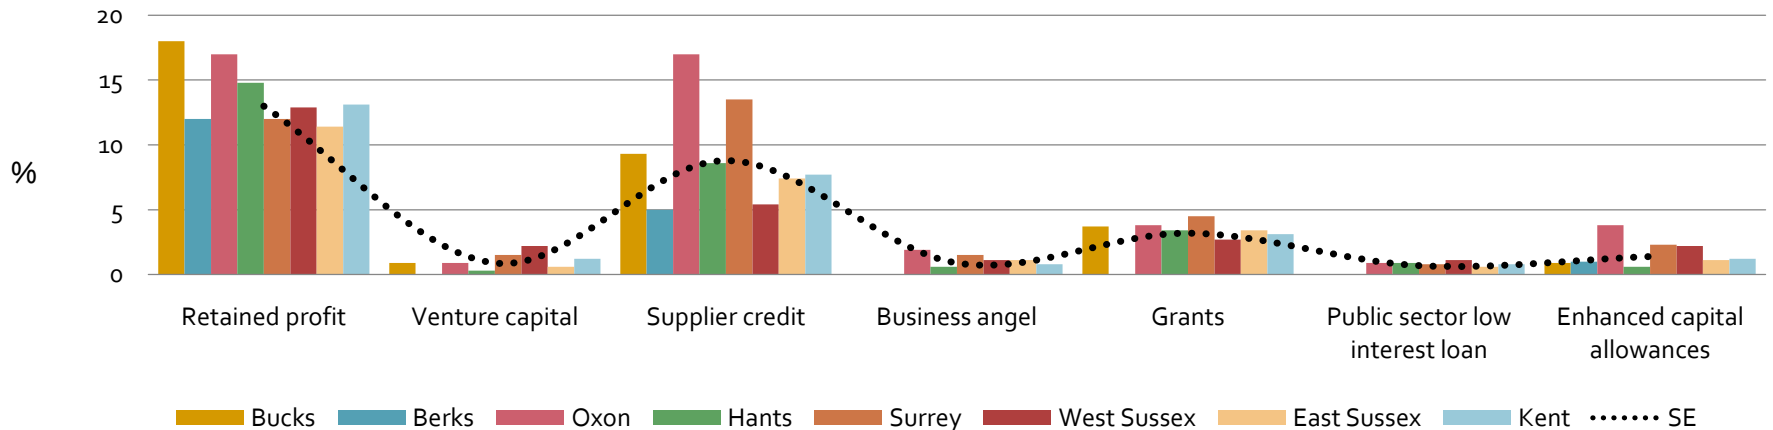 20
15
10
5
0
%
Retained profit
Venture capital
Supplier credit
Business angel
Grants
Public sector low
interest loan
Enhanced capital
allowances
Bucks Berks Oxon Hants Surrey West Sussex East Sussex Kent SE